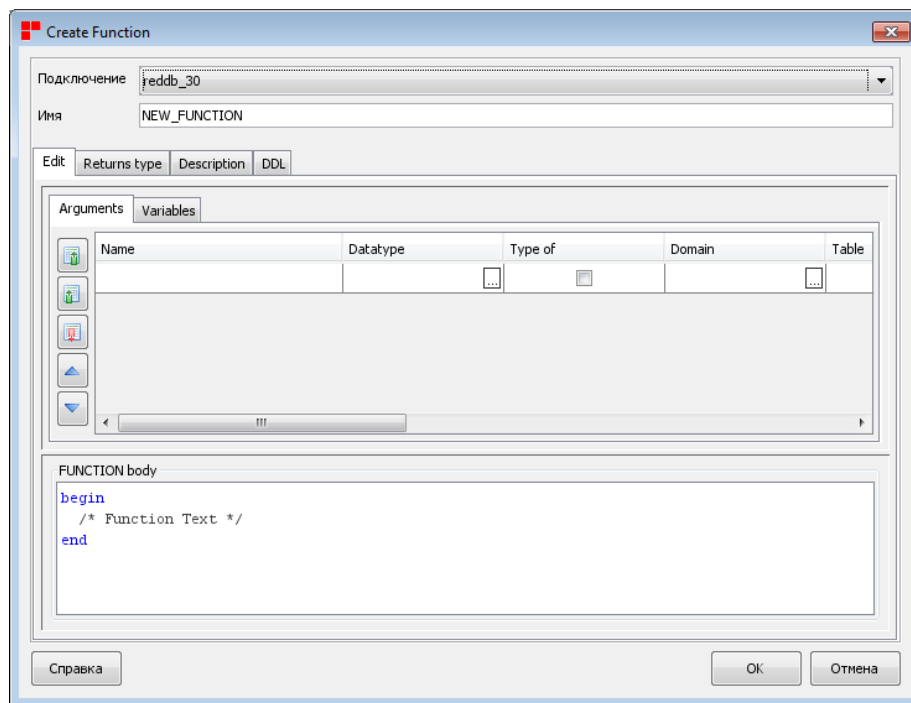 Create Function
Подключение reddb_30
Имя NEW_FUNCTION
Edit Returns type Description DDL
Arguments Variables
Name Datatype Type of Domain Table
... ...
FUNCTION body
begin
/* Function Text */
end
Справка OK Отмена